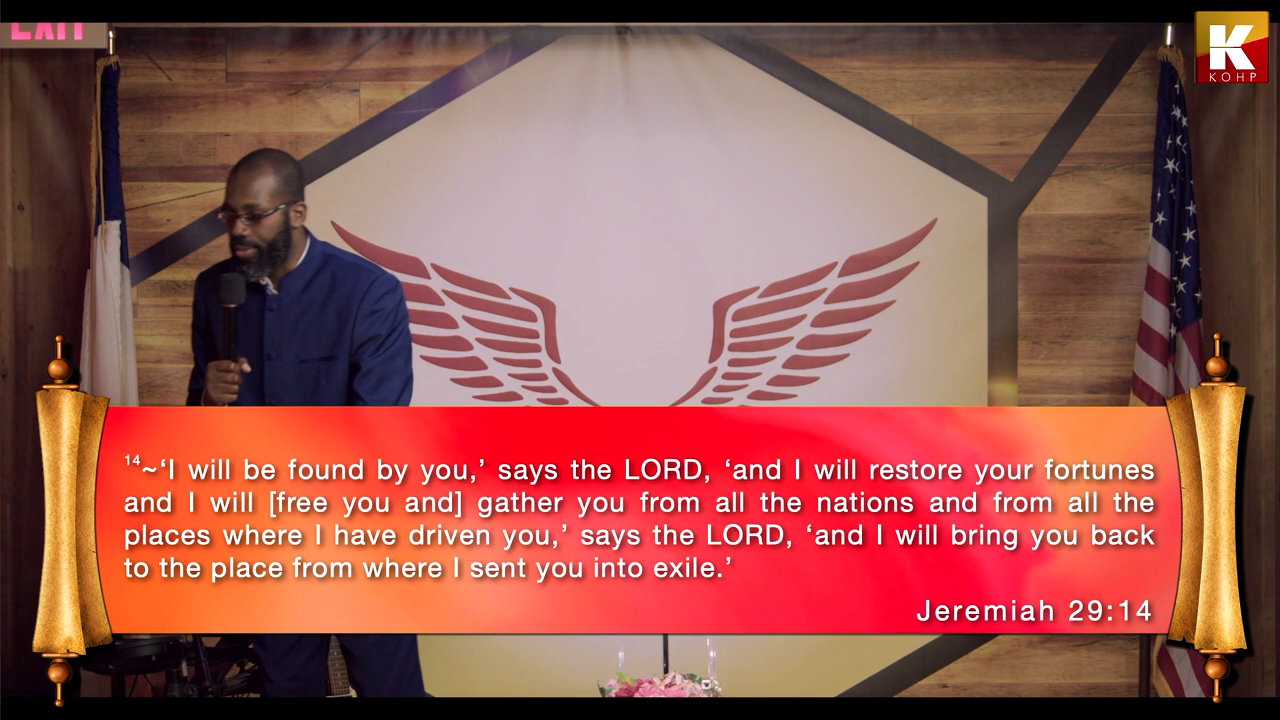 EXIT
K
KOHP
14~‘I will be found by you,’ says the LORD, ‘and I will restore your fortunes
and I will [free you and] gather you from all the nations and from all the
places where I have driven you,’ says the LORD, ‘and I will bring you back
to the place from where I sent you into exile.’
Jeremiah 29:14